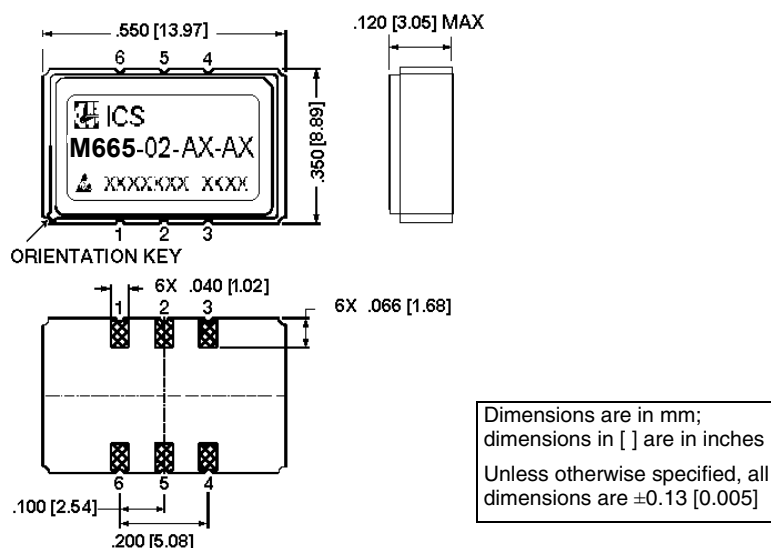 .550 [13.97]
.120 [3.05] MAX
6 5 4
ICS
M665-02-AX-AX
XXXXXXX XXXX
.350 [8.89]
1 2 3
ORIENTATION KEY
6X .040 [1.02]
1 2 3
6X .066 [1.68]
6 5 4
.100 [2.54]
.200 [5.08]
Dimensions are in mm;
dimensions in [ ] are in inches
Unless otherwise specified, all
dimensions are ±0.13 [0.005]